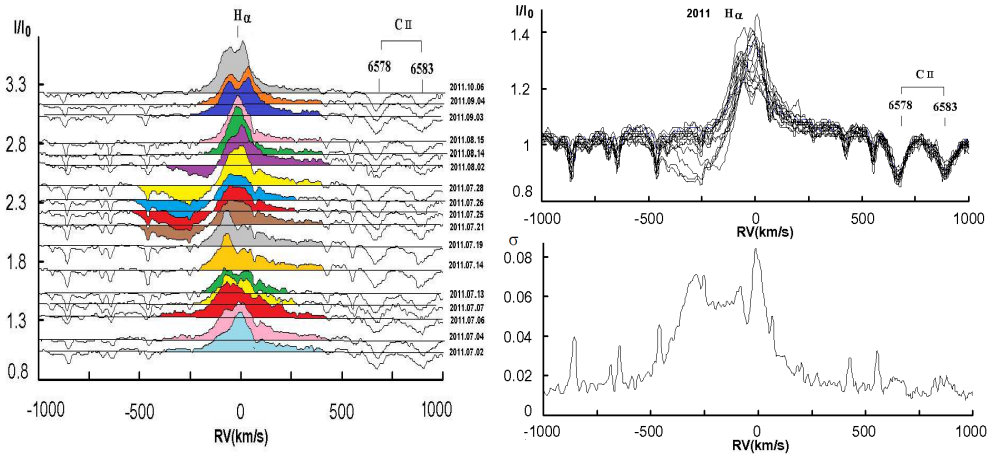 I/I0
Hα
C II
6578 6583
3.3
2.8
2.3
1.8
1.3
0.8
2011.10.06
2011.09.04
2011.09.03
2011.08.15
2011.08.14
2011.08.02
2011.07.28
2011.07.26
2011.07.25
2011.07.21
2011.07.19
2011.07.14
2011.07.13
2011.07.07
2011.07.06
2011.07.04
2011.07.02
-1000 -500 0 500 1000
RV(km/s)
I/I0
2011 Hα
C II
6578 6583
1.4
1.2
1
0.8
-1000 -500 0 500 1000
RV(km/s)
σ
0.08
0.06
0.04
0.02
0
-1000 -500 0 500 1000
RV(km/s)